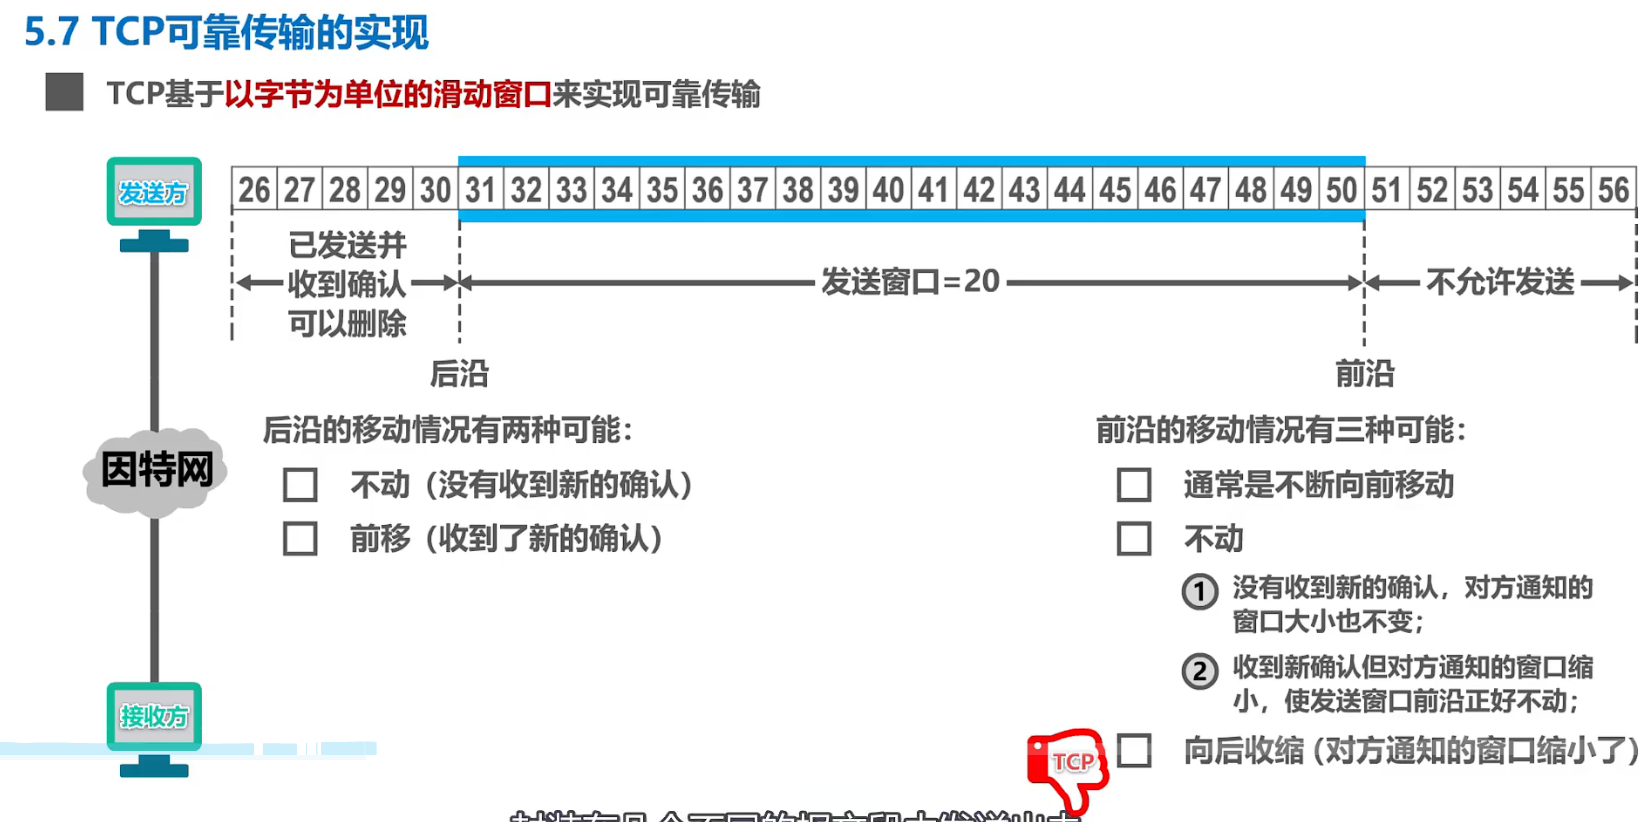 5.7 TCP可靠传输的实现
TCP基于以字节为单位的滑动窗口来实现可靠传输
发送方
26 27 28 29 30 31 32 33 34 35 36 37 38 39 40 41 42 43 44 45 46 47 48 49 50 51 52 53 54 55 56
已发送并
收到确认
可以删除
发送窗口=20
不允许发送
后沿
前沿
后沿的移动情况有两种可能：
不动（没有收到新的确认）
前移（收到了新的确认）
前沿的移动情况有三种可能：
通常是不断向前移动
不动
① 没有收到新的确认，对方通知的
窗口大小也不变；
② 收到新确认但对方通知的窗口缩
小，使发送窗口前沿正好不动；
向后收缩（对方通知的窗口缩小了）
TCP
因特网
接收方